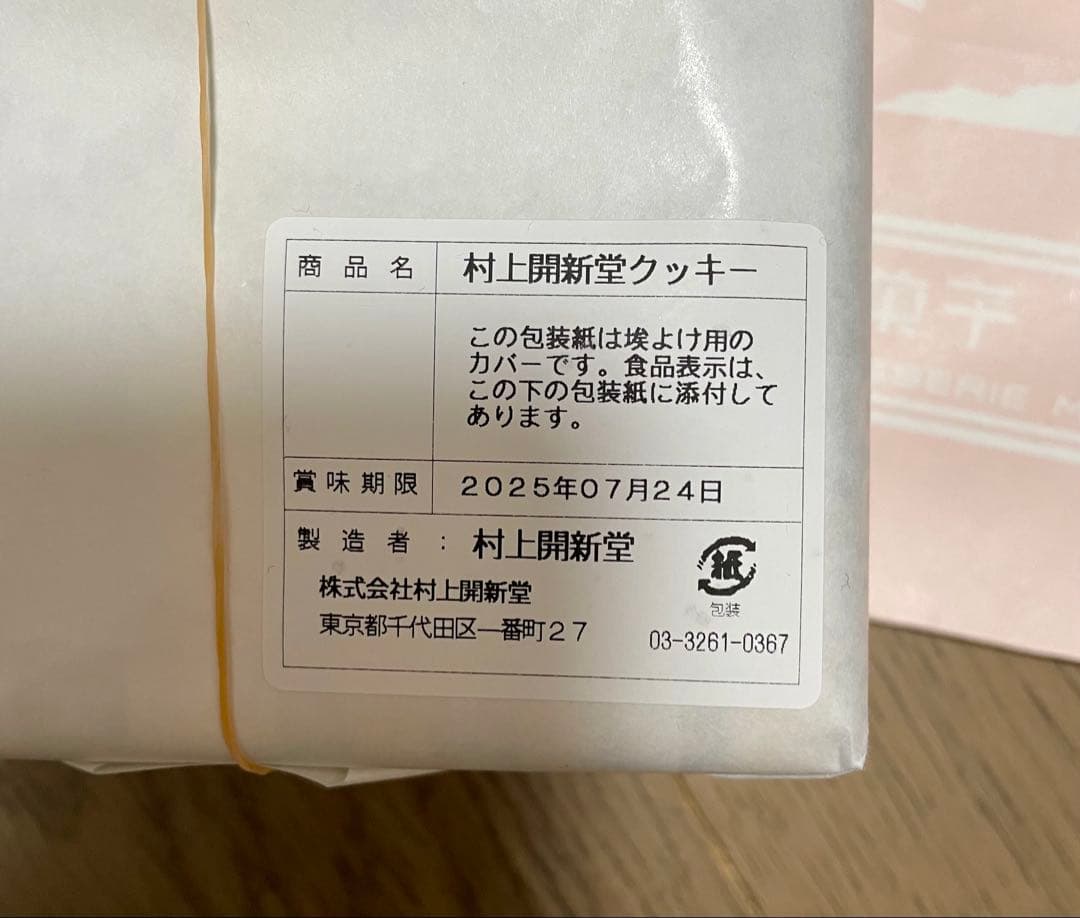 商品名 村上開新堂クッキー
この包装紙は埃よけ用の
カバーです。食品表示は、
この下の包装紙に添付して
あります。
賞味期限 2025年07月24日
製造者： 村上開新堂
株式会社村上開新堂
東京都千代田区一番町27
紙
包装
03-3261-0367